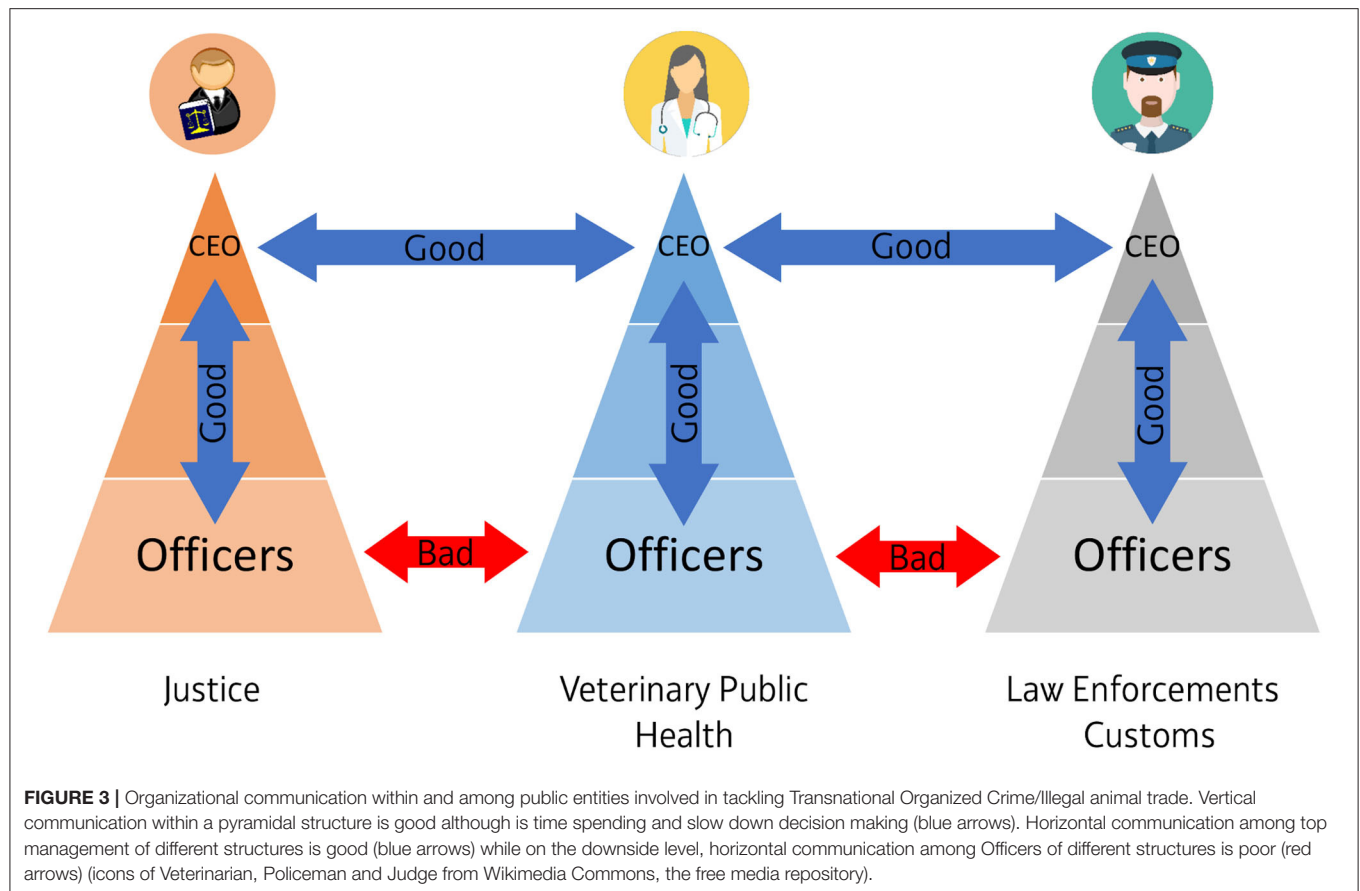 CEO
Good
CEO
Good
CEO
Good
Good
Good
Officers
Bad
Officers
Bad
Officers
Justice
Veterinary Public
Health
Law Enforcements
Customs
FIGURE 3 | Organizational communication within and among public entities involved in tackling Transnational Organized Crime/Illegal animal trade. Vertical
communication within a pyramidal structure is good although is time spending and slow down decision making (blue arrows). Horizontal communication among top
management of different structures is good (blue arrows) while on the downside level, horizontal communication among Officers of different structures is poor (red
arrows) (icons of Veterinarian, Policeman and Judge from Wikimedia Commons, the free media repository).